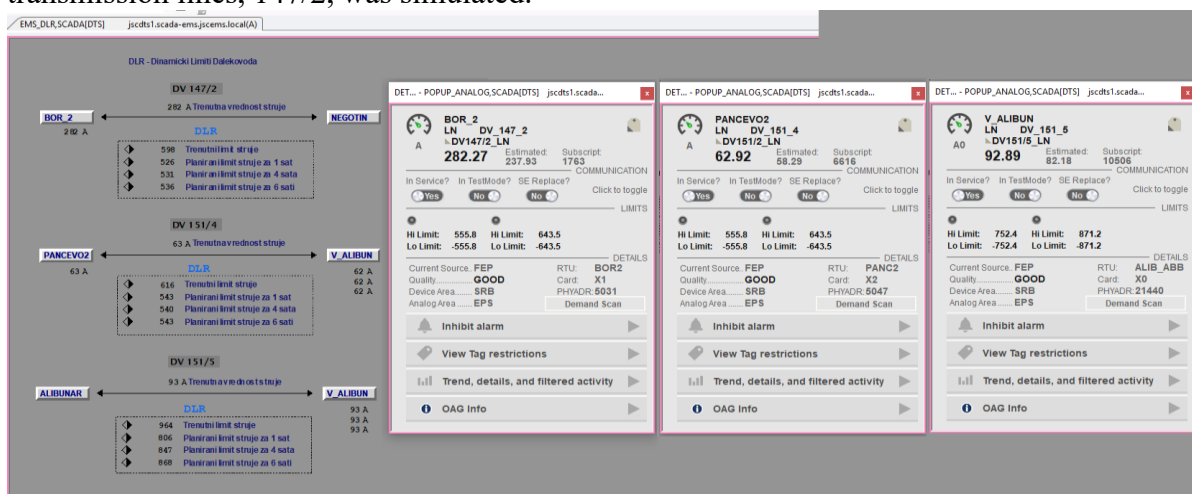 transmission lines, 147/2, was simulated.
EMS_DLR,SCADA[DTS] jscdts1.scada-ems.jscems.local(A)
DLR - Dinamicki Limiti Dalekovoda
DV 147/2
282 A Trenutna vrednost struje
BOR_2 NEGOTIN
282 A
DLR
598 Trenutni limit struje
526 Planirani limit struje za 1 sat
531 Planirani limit struje za 4 sata
536 Planirani limit struje za 6 sati
DV 151/4
63 A Trenutna vrednost struje
PANCEVO2 V_ALIBUN
63 A 62 A
62 A
62 A
DLR
616 Trenutni limit struje
543 Planirani limit struje za 1 sat
540 Planirani limit struje za 4 sata
543 Planirani limit struje za 6 sati
DV 151/5
93 A Trenutna vrednost struje
ALIBUNAR V_ALIBUN
93 A
93 A
93 A
DLR
964 Trenutni limit struje
806 Planirani limit struje za 1 sat
847 Planirani limit struje za 4 sata
868 Planirani limit struje za 6 sati
DET... - POPUP_ANALOG,SCADA[DTS] jscdts1.scada... x
BOR_2
LN DV_147_2
A DV147/2_LN
282.27 Estimated: 237.93 Subscript: 1763
COMMUNICATION
In Service? In TestMode? SE Replace?
Yes No No Click to toggle
LIMITS
Hi Limit: 555.8 Hi Limit: 643.5
Lo Limit: -555.8 Lo Limit: -643.5
DETAILS
Current Source.. FEP RTU: BOR2
Quality................ GOOD Card: X1
Device Area....... SRB PHYADR: 5031
Analog Area ....... EPS Demand Scan
Inhibit alarm
View Tag restrictions
Trend, details, and filtered activity
OAG Info
DET... - POPUP_ANALOG,SCADA[DTS] jscdts1.scada... x
PANCEVO2
LN DV_151_4
A DV151/2_LN
62.92 Estimated: 58.29 Subscript: 6616
COMMUNICATION
In Service? In TestMode? SE Replace?
Yes No No Click to toggle
LIMITS
Hi Limit: 555.8 Hi Limit: 643.5
Lo Limit: -555.8 Lo Limit: -643.5
DETAILS
Current Source.. FEP RTU: PANC2
Quality................ GOOD Card: X2
Device Area....... SRB PHYADR: 5047
Analog Area ....... EPS Demand Scan
Inhibit alarm
View Tag restrictions
Trend, details, and filtered activity
OAG Info
DET... - POPUP_ANALOG,SCADA[DTS] jscdts1.scada... x
V_ALIBUN
LN DV_151_5
A0 DV151/5_LN
92.89 Estimated: 82.18 Subscript: 10506
COMMUNICATION
In Service? In TestMode? SE Replace?
Yes No No Click to toggle
LIMITS
Hi Limit: 752.4 Hi Limit: 871.2
Lo Limit: -752.4 Lo Limit: -871.2
DETAILS
Current Source.. FEP RTU: ALIB_ABB
Quality................ GOOD Card: X0
Device Area....... SRB PHYADR: 21440
Analog Area ....... EPS Demand Scan
Inhibit alarm
View Tag restrictions
Trend, details, and filtered activity
OAG Info